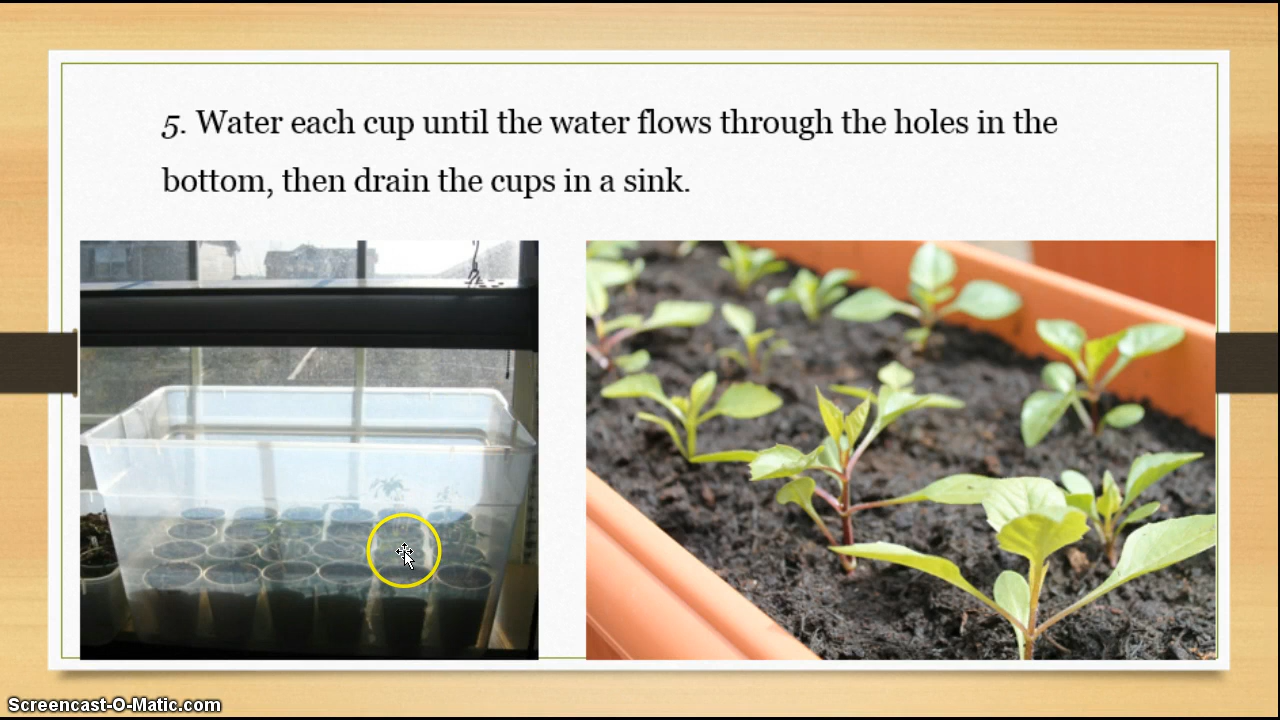 5. Water each cup until the water flows through the holes in the
bottom, then drain the cups in a sink.
Screencast-O-Matic.com